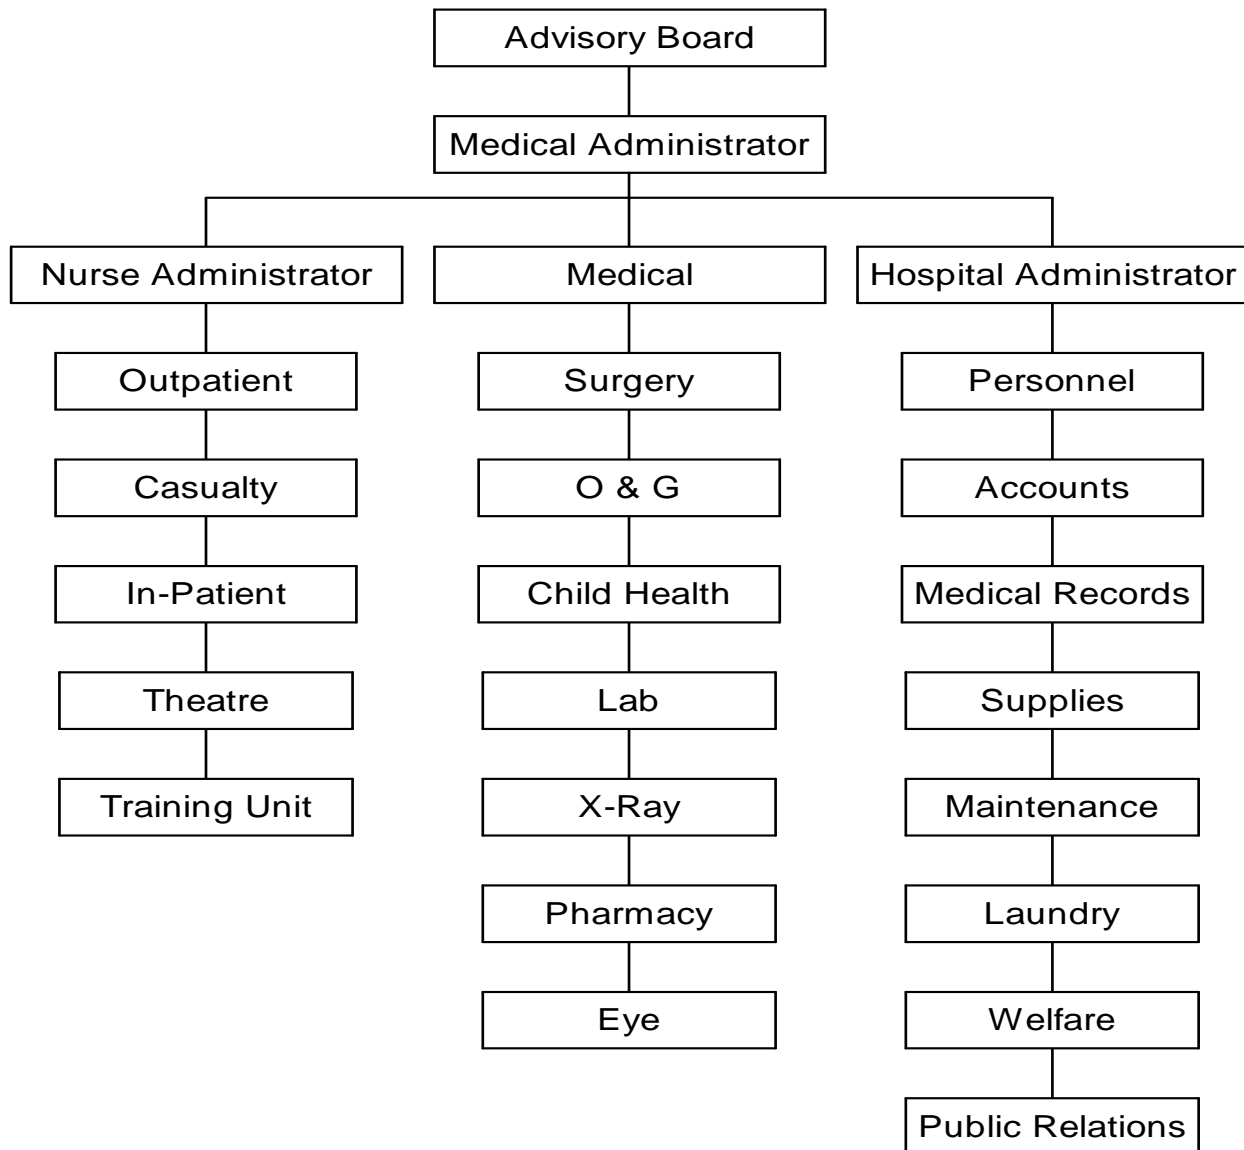 Advisory Board
Medical Administrator
Nurse Administrator
Medical
Hospital Administrator
Outpatient
Surgery
Personnel
Casualty
O & G
Accounts
In-Patient
Child Health
Medical Records
Theatre
Lab
Supplies
Training Unit
X-Ray
Maintenance
Pharmacy
Laundry
Eye
Welfare
Public Relations